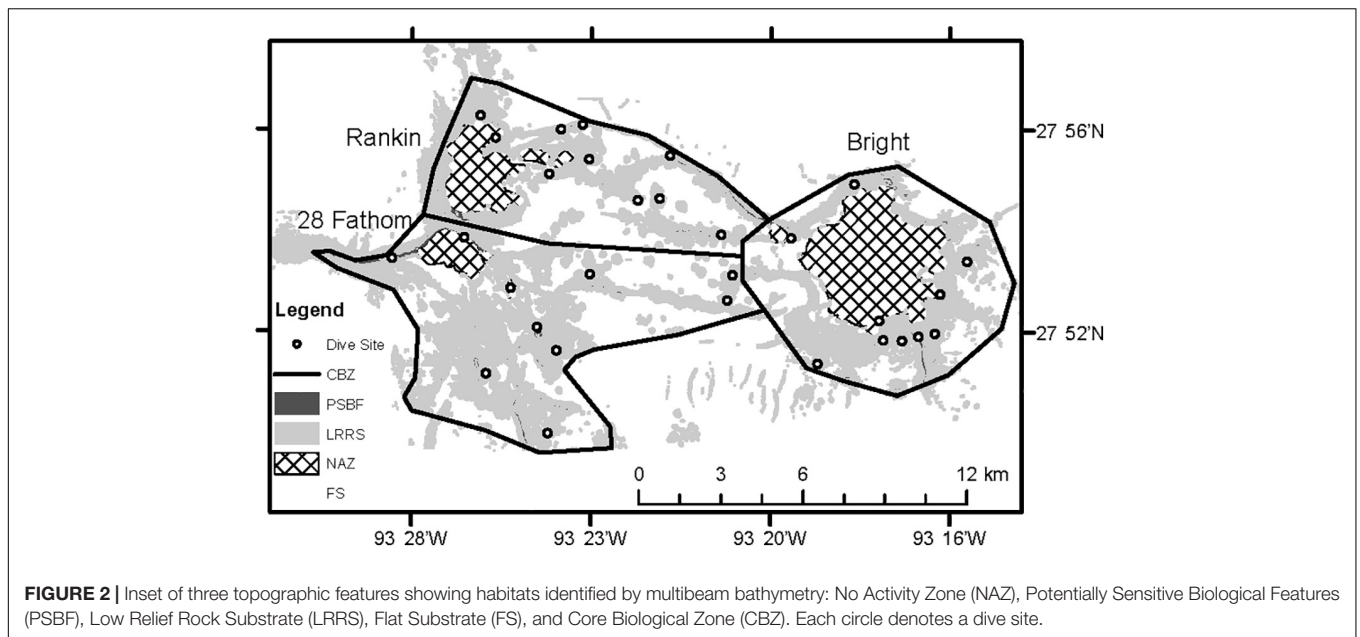 Rankin
Bright
28 Fathom
27 56'N
27 52'N
Legend
Dive Site
CBZ
PSBF
LRRS
NAZ
FS
0 3 6 12 km
93 28'W 93 23'W 93 20'W 93 16'W
FIGURE 2 | Inset of three topographic features showing habitats identified by multibeam bathymetry: No Activity Zone (NAZ), Potentially Sensitive Biological Features
(PSBF), Low Relief Rock Substrate (LRRS), Flat Substrate (FS), and Core Biological Zone (CBZ). Each circle denotes a dive site.